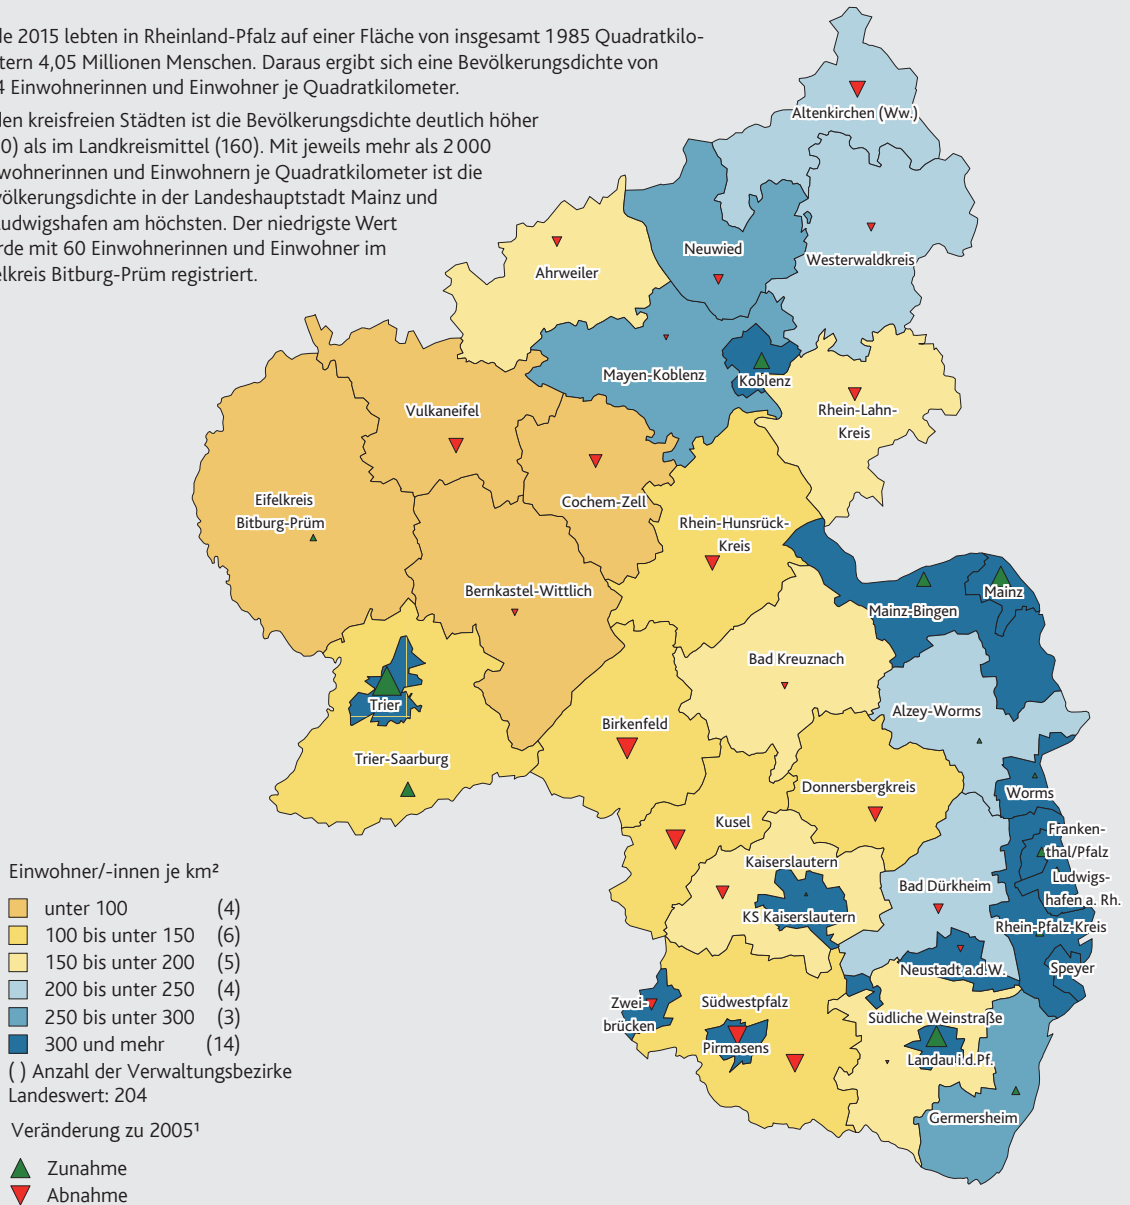 de 2015 lebten in Rheinland-Pfalz auf einer Fläche von insgesamt 1985 Quadratkilo-
tern 4,05 Millionen Menschen. Daraus ergibt sich eine Bevölkerungsdichte von
4 Einwohnerinnen und Einwohner je Quadratkilometer.
den kreisfreien Städten ist die Bevölkerungsdichte deutlich höher
0) als im Landkreismittel (160). Mit jeweils mehr als 2 000
wohnerinnen und Einwohnern je Quadratkilometer ist die
völkerungsdichte in der Landeshauptstadt Mainz und
udwigshafen am höchsten. Der niedrigste Wert
rde mit 60 Einwohnerinnen und Einwohner im
elkreis Bitburg-Prüm registriert.
Altenkirchen (Ww.)
Neuwied
Westerwaldkreis
Ahrweiler
Mayen-Koblenz
Koblenz
Vulkaneifel
Rhein-Lahn-
Kreis
Eifelkreis
Bitburg-Prüm
Cochem-Zell
Rhein-Hunsrück-
Kreis
Bernkastel-Wittlich
Mainz-Bingen
Mainz
Bad Kreuznach
Trier
Alzey-Worms
Birkenfeld
Trier-Saarburg
Donnersbergkreis
Worms
Kusel
Franken-
thal/Pfalz
Kaiserslautern
Ludwigs-
hafen a. Rh.
Bad Dürkheim
KS Kaiserslautern
Rhein-Pfalz-Kreis
Neustadt a.d.W.
Speyer
Zwei-
brücken
Südwestpfalz
Südliche Weinstraße
Pirmasens
Landau i.d.Pf.
Germersheim
Einwohner/-innen je km²
unter 100 (4)
100 bis unter 150 (6)
150 bis unter 200 (5)
200 bis unter 250 (4)
250 bis unter 300 (3)
300 und mehr (14)
( ) Anzahl der Verwaltungsbezirke
Landeswert: 204
Veränderung zu 2005¹
Zunahme
Abnahme